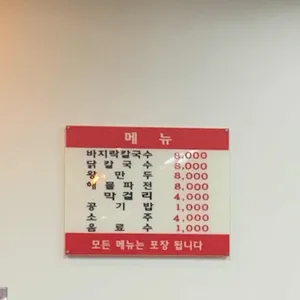 메 뉴
바지락칼국수 8,000
닭 칼 국 수 8,000
왕 만 두 8,000
해 물 파 전 8,000
막 걸 리 4,000
공 기 밥 1,000
소 주 4,000
음 료 수 1,000
모든 메뉴는 포장 됩니다